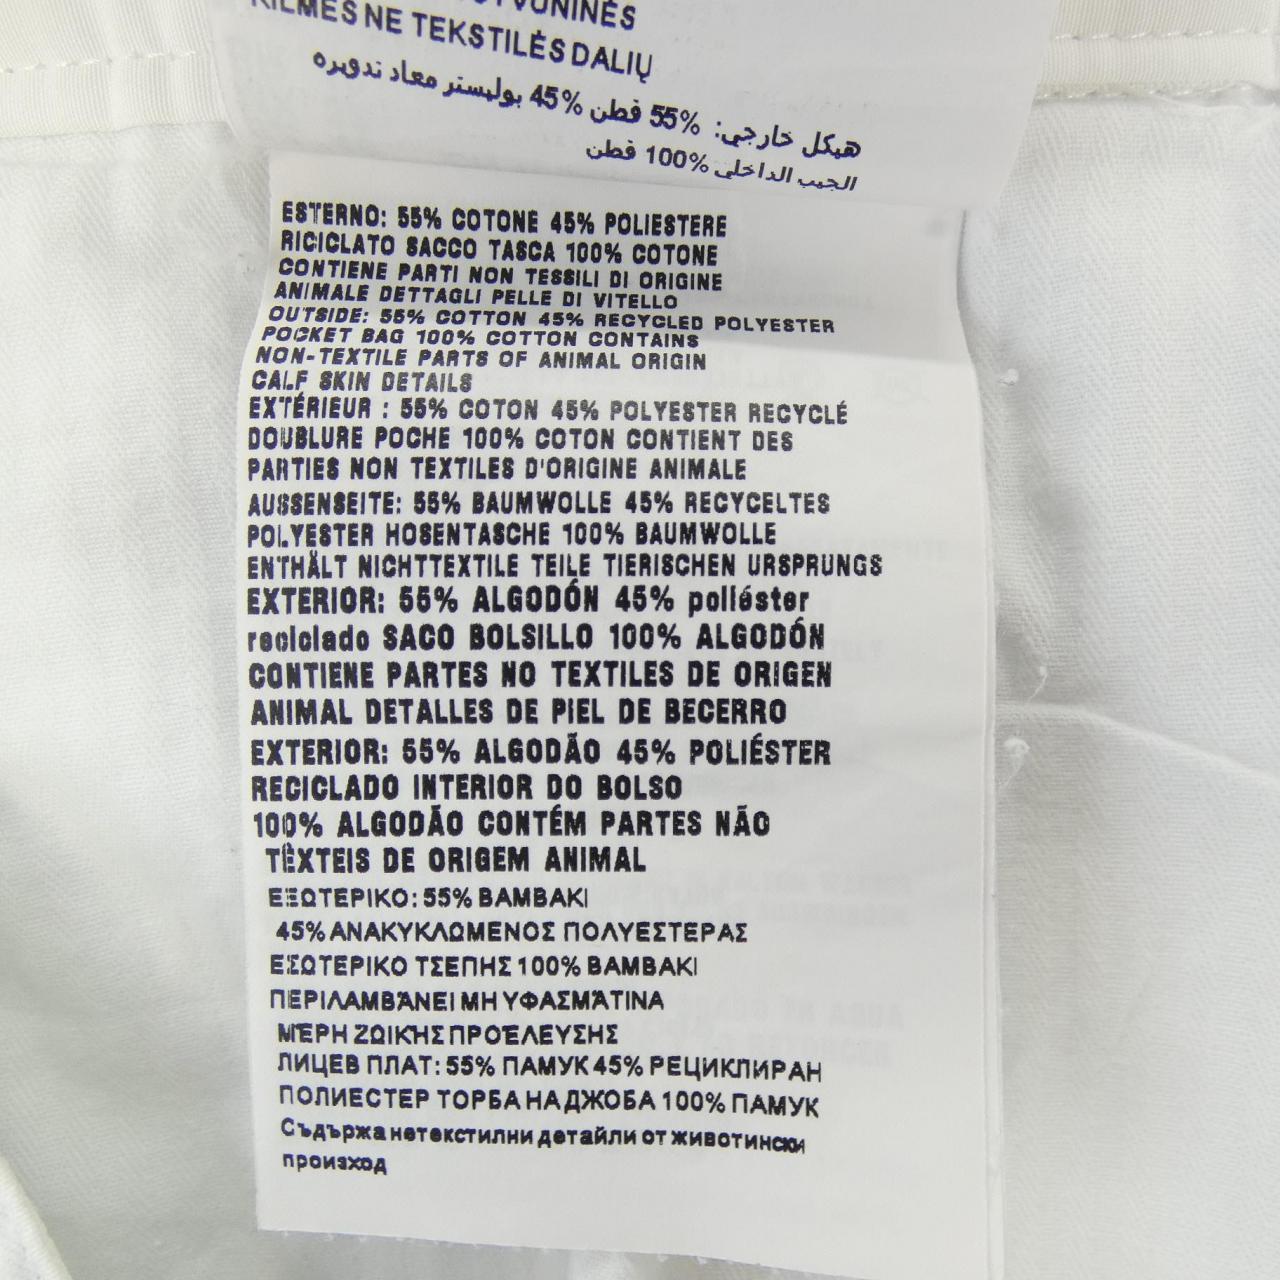 KILMĖS NE TEKSTILĖS DALIŲ
هيكل خارجي: 55% قطن 45% بوليستر معاد تدويره
الجيب الداخلي 100% قطن
ESTERNO: 55% COTONE 45% POLIESTERE
RICICLATO SACCO TASCA 100% COTONE
CONTIENE PARTI NON TESSILI DI ORIGINE
ANIMALE DETTAGLI PELLE DI VITELLO
OUTSIDE: 55% COTTON 45% RECYCLED POLYESTER
POCKET BAG 100% COTTON CONTAINS
NON-TEXTILE PARTS OF ANIMAL ORIGIN
CALF SKIN DETAILS
EXTÉRIEUR : 55% COTON 45% POLYESTER RECYCLÉ
DOUBLURE POCHE 100% COTON CONTIENT DES
PARTIES NON TEXTILES D'ORIGINE ANIMALE
AUSSENSEITE: 55% BAUMWOLLE 45% RECYCELTES
POLYESTER HOSENTASCHE 100% BAUMWOLLE
ENTHÄLT NICHTTEXTILE TEILE TIERISCHEN URSPRUNGS
EXTERIOR: 55% ALGODÓN 45% poliéster
reciclado SACO BOLSILLO 100% ALGODÓN
CONTIENE PARTES NO TEXTILES DE ORIGEN
ANIMAL DETALLES DE PIEL DE BECERRO
EXTERIOR: 55% ALGODÃO 45% POLIÉSTER
RECICLADO INTERIOR DO BOLSO
100% ALGODÃO CONTÉM PARTES NÃO
TÊXTEIS DE ORIGEM ANIMAL
ΕΞΩΤΕΡΙΚΟ: 55% ΒΑΜΒΑΚΙ
45% ΑΝΑΚΥΚΛΩΜΕΝΟΣ ΠΟΛΥΕΣΤΕΡΑΣ
ΕΣΩΤΕΡΙΚΟ ΤΣΕΠΗΣ 100% ΒΑΜΒΑΚΙ
ΠΕΡΙΛΑΜΒΆΝΕΙ ΜΗ ΥΦΑΣΜΆΤΙΝΑ
ΜΈΡΗ ΖΩΙΚΉΣ ΠΡΟΈΛΕΥΣΗΣ
ЛИЦЕВ ПЛАТ: 55% ПАМУК 45% РЕЦИКЛИРАН
ПОЛИЕСТЕР ТОРБА НА ДЖОБА 100% ПАМУК
Съдържа нетекстилни детайли от животински
произход